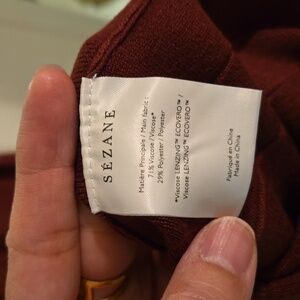 SÉZANE
Matière Principale / Main fabric :
71% Viscose / Viscose*
29% Polyester / Polyester
*Viscose LENZING™ ECOVERO™ /
Viscose LENZING™ ECOVERO™
Fabriqué en Chine
Made in China